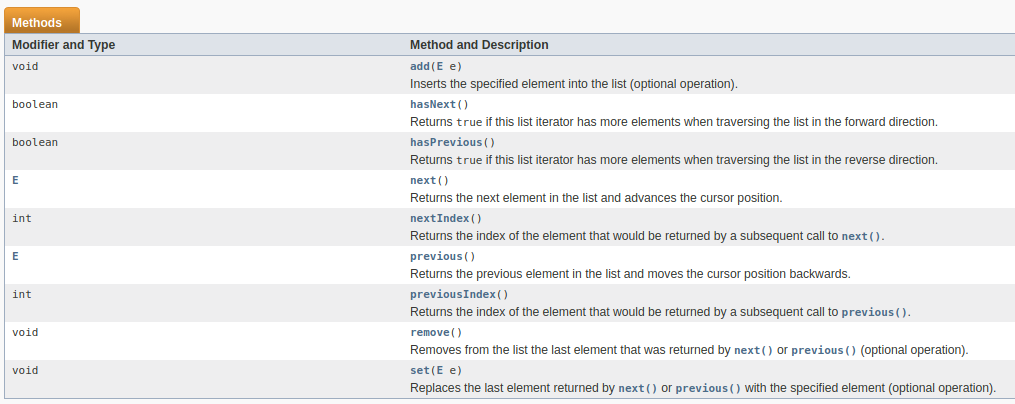 Methods
Modifier and Type Method and Description
void add(E e)
Inserts the specified element into the list (optional operation).
boolean hasNext()
Returns true if this list iterator has more elements when traversing the list in the forward direction.
boolean hasPrevious()
Returns true if this list iterator has more elements when traversing the list in the reverse direction.
E next()
Returns the next element in the list and advances the cursor position.
int nextIndex()
Returns the index of the element that would be returned by a subsequent call to next().
E previous()
Returns the previous element in the list and moves the cursor position backwards.
int previousIndex()
Returns the index of the element that would be returned by a subsequent call to previous().
void remove()
Removes from the list the last element that was returned by next() or previous() (optional operation).
void set(E e)
Replaces the last element returned by next() or previous() with the specified element (optional operation).